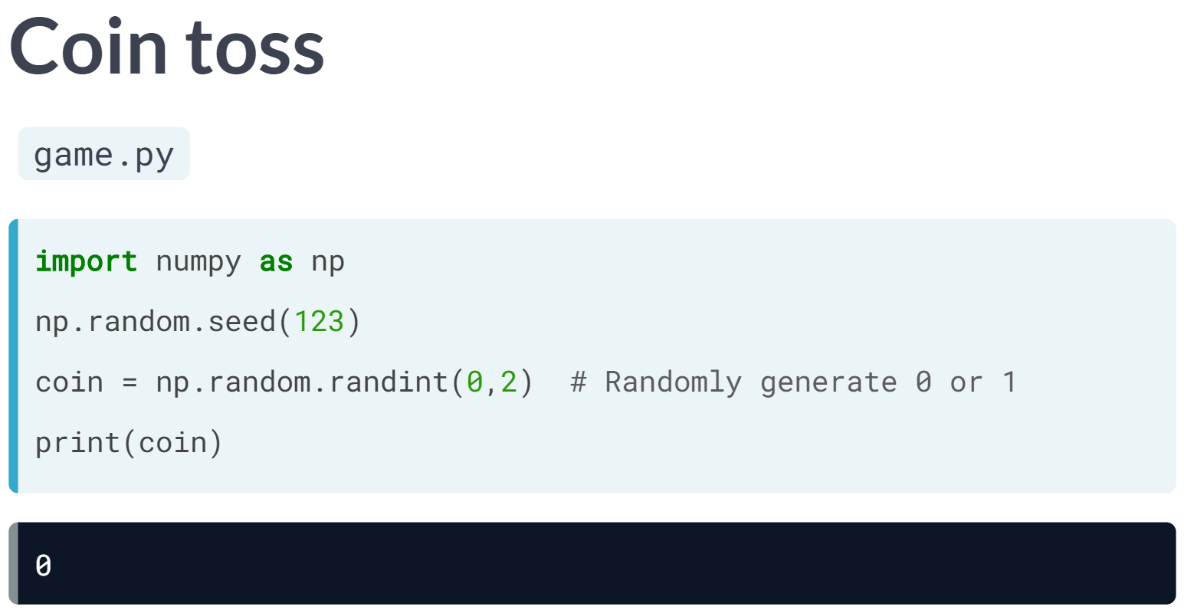 Coin toss
game.py
import numpy as np
np.random.seed(123)
coin = np.random.randint(0,2)  # Randomly generate 0 or 1
print(coin)
0